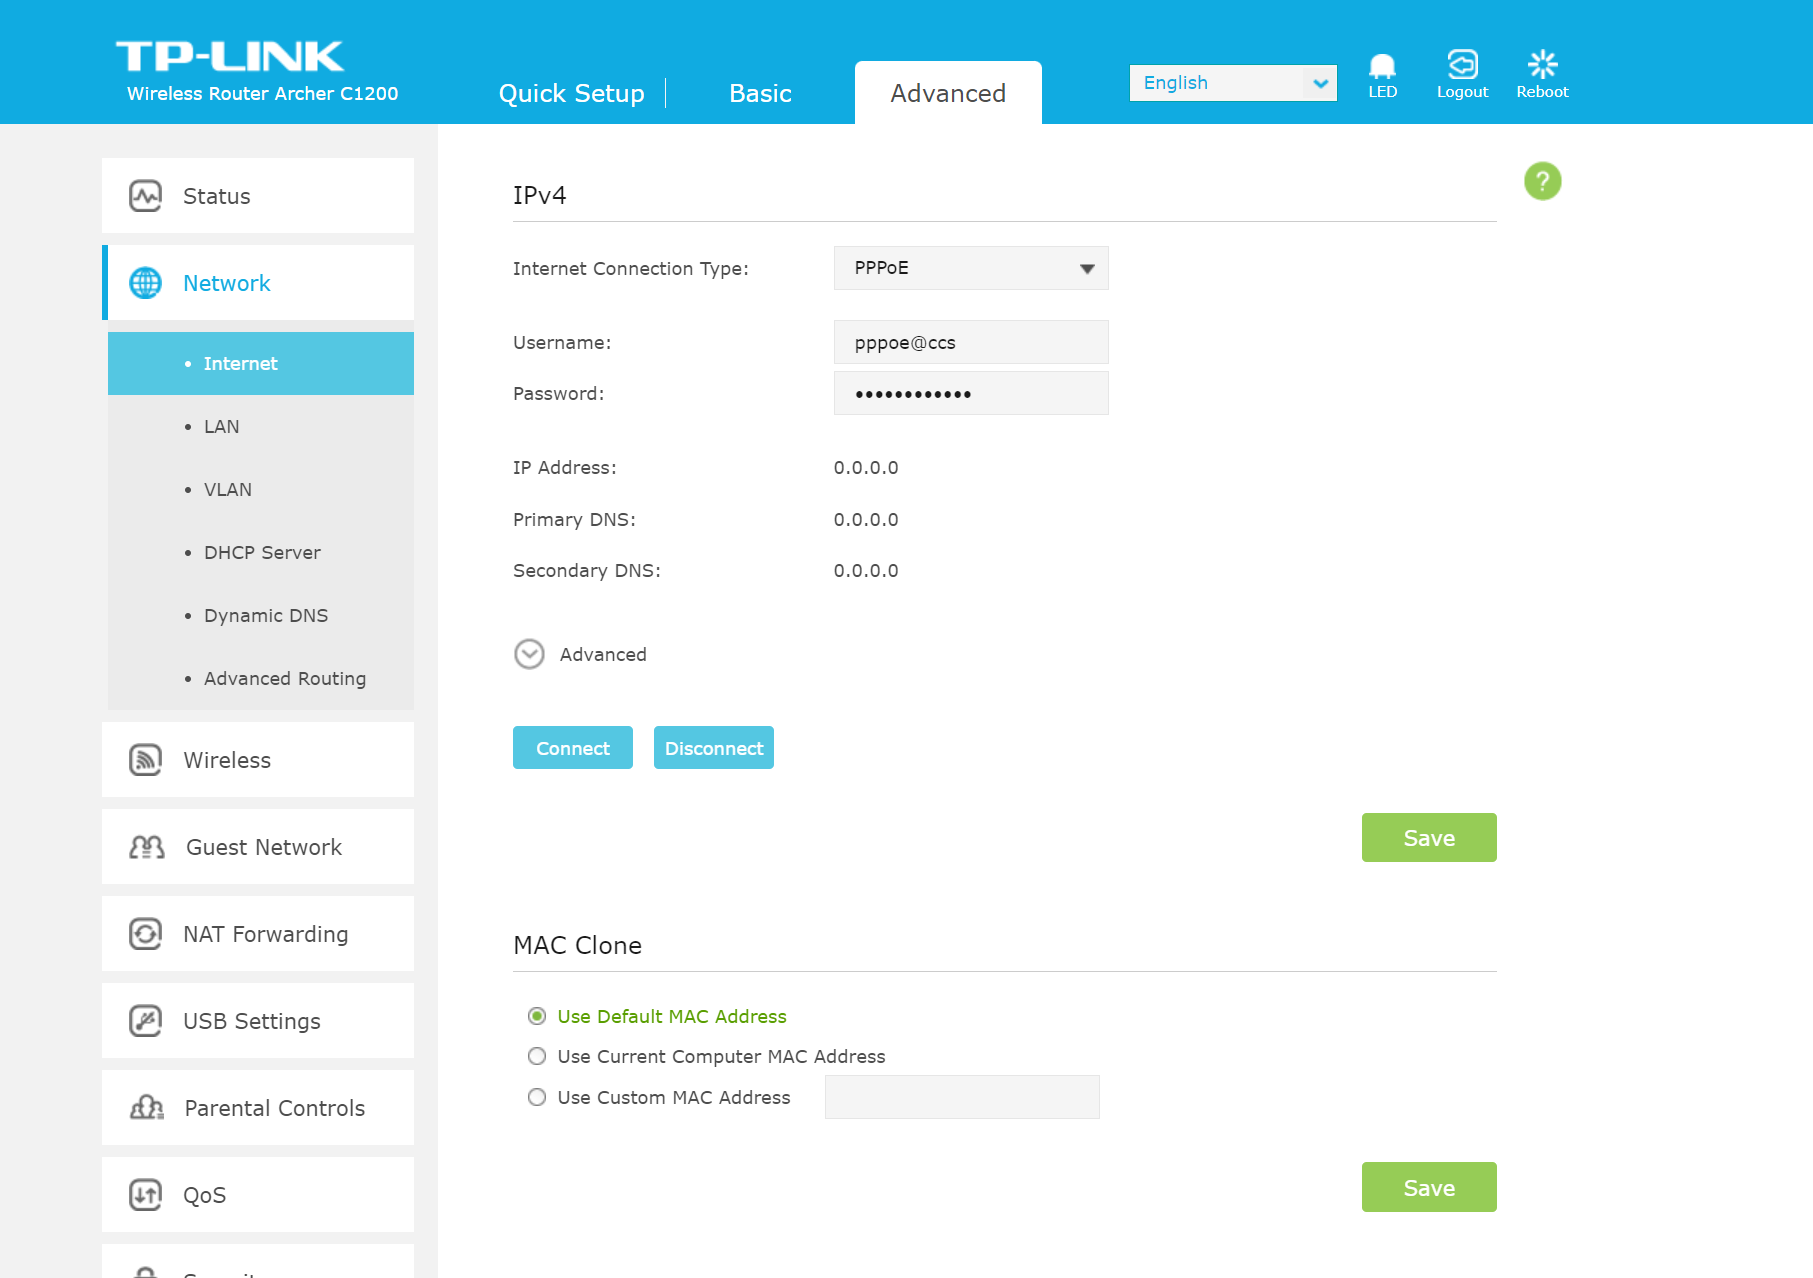 TP-LINK
Wireless Router Archer C1200
Quick Setup
Basic
Advanced
English
LED
Logout
Reboot
Status
Network
• Internet
• LAN
• VLAN
• DHCP Server
• Dynamic DNS
• Advanced Routing
Wireless
Guest Network
NAT Forwarding
USB Settings
Parental Controls
QoS
IPv4
?
Internet Connection Type: PPPoE
Username: pppoe@ccs
Password: ••••••••••••
IP Address: 0.0.0.0
Primary DNS: 0.0.0.0
Secondary DNS: 0.0.0.0
Advanced
Connect Disconnect
Save
MAC Clone
Use Default MAC Address
Use Current Computer MAC Address
Use Custom MAC Address
Save